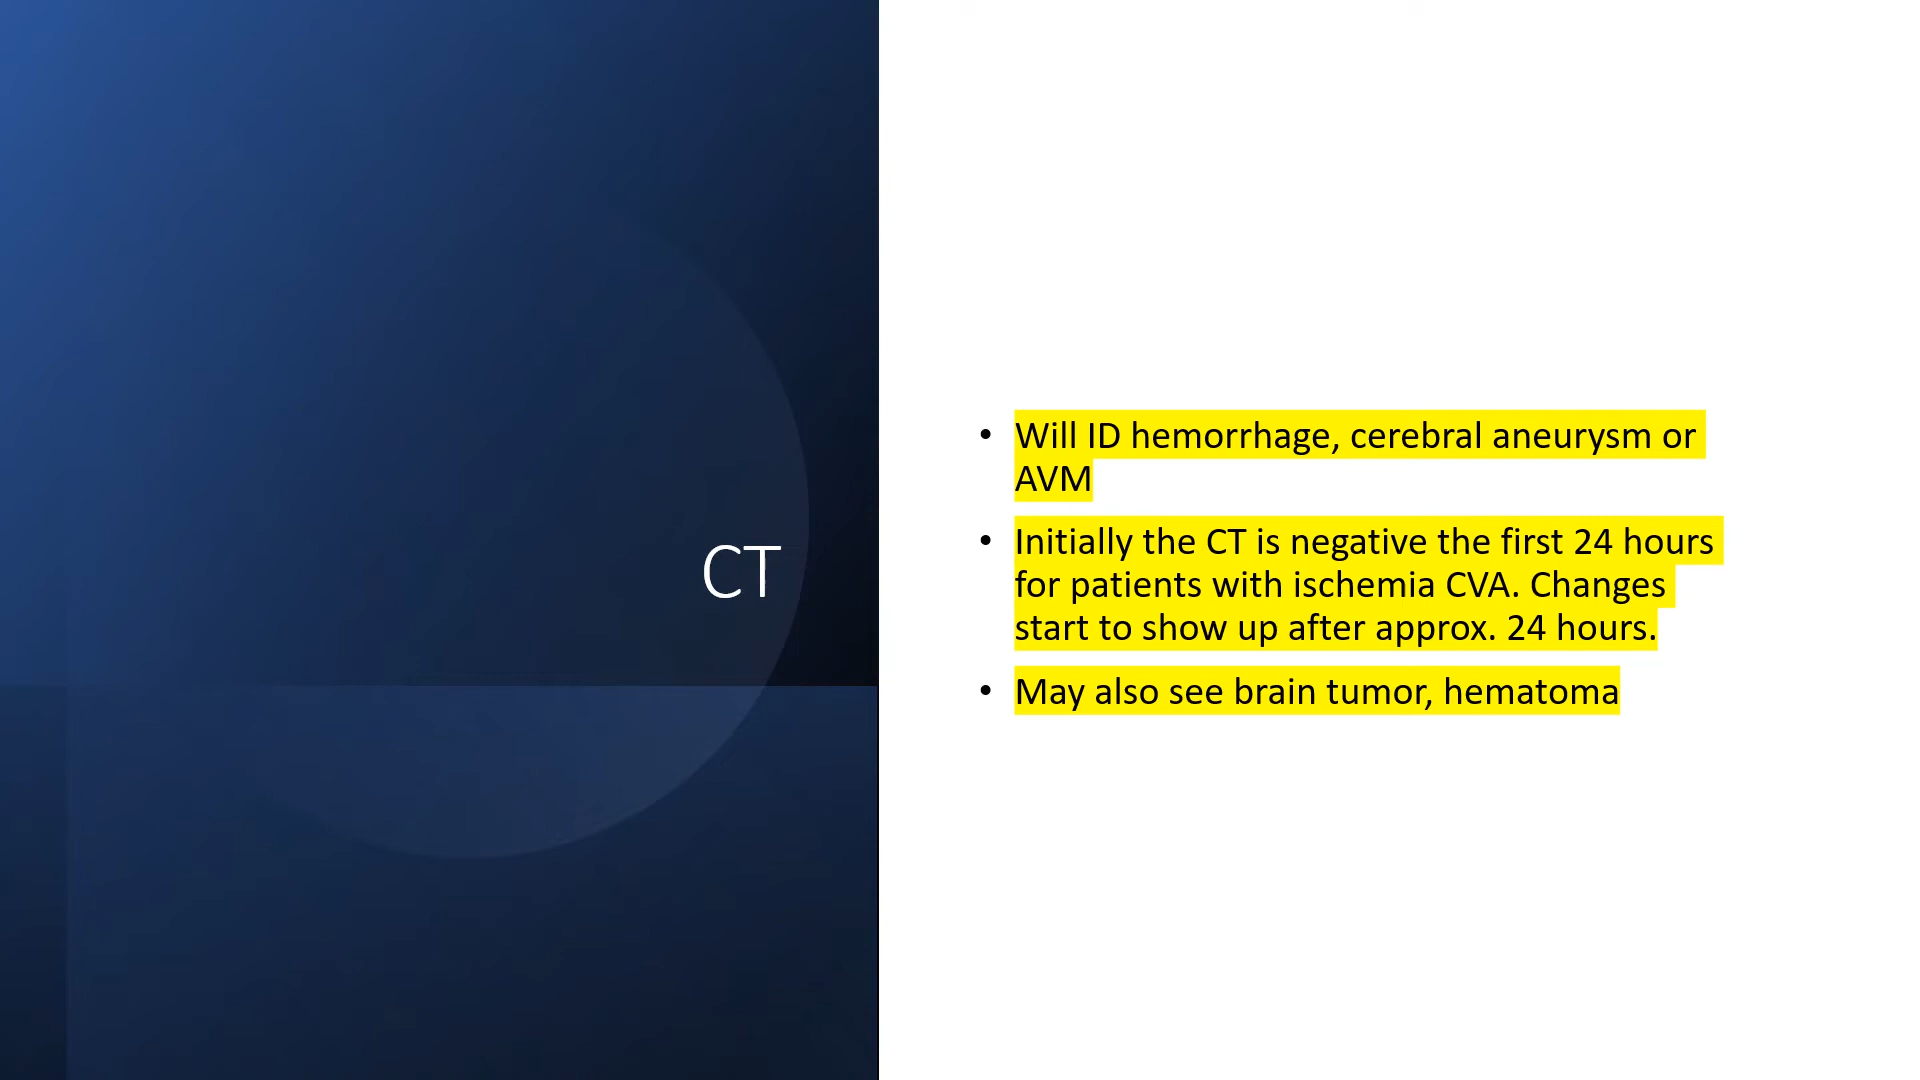 CT
• Will ID hemorrhage, cerebral aneurysm or
AVM
• Initially the CT is negative the first 24 hours
for patients with ischemia CVA. Changes
start to show up after approx. 24 hours.
• May also see brain tumor, hematoma